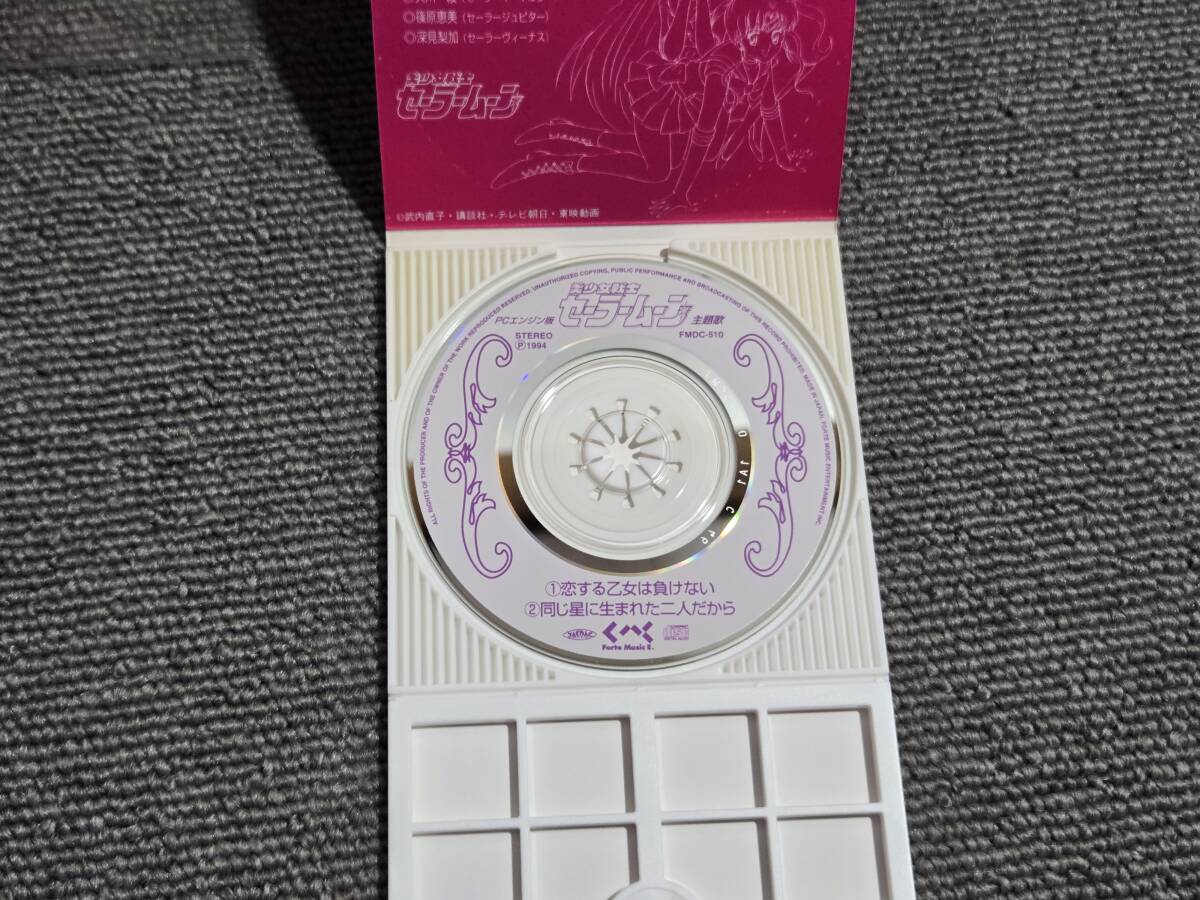 ◎篠原恵美(セーラージュピター)
◎深見梨加(セーラーヴィーナス)
美少女戦士
セーラームーンR
©武内直子・講談社・テレビ朝日・東映動画
ALL RIGHTS OF THE PRODUCER AND OF THE OWNER OF THE WORK REPRODUCED RESERVED. UNAUTHORIZED COPYING, PUBLIC PERFORMANCE AND BROADCASTING OF THIS RECORD PROHIBITED. MADE IN JAPAN. FORTE MUSIC ENTERTAINMENT INC.
美少女戦士
PCエンジン版 セーラームーン 主題歌
STEREO FMDC-510
Ⓟ1994
①恋する乙女は負けない
②同じ星に生まれた二人だから
Forte Music E.